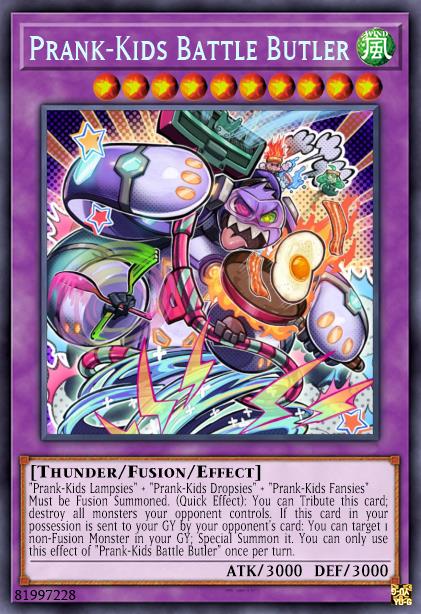 PRANK-KIDS BATTLE BUTLER
WIND
風
[THUNDER/FUSION/EFFECT]
"Prank-Kids Lampsies" + "Prank-Kids Dropsies" + "Prank-Kids Fansies"
Must be Fusion Summoned. (Quick Effect): You can Tribute this card;
destroy all monsters your opponent controls. If this card in your
possession is sent to your GY by your opponent's card: You can target 1
non-Fusion Monster in your GY; Special Summon it. You can only use
this effect of "Prank-Kids Battle Butler" once per turn.
ATK/3000 DEF/3000
81997228